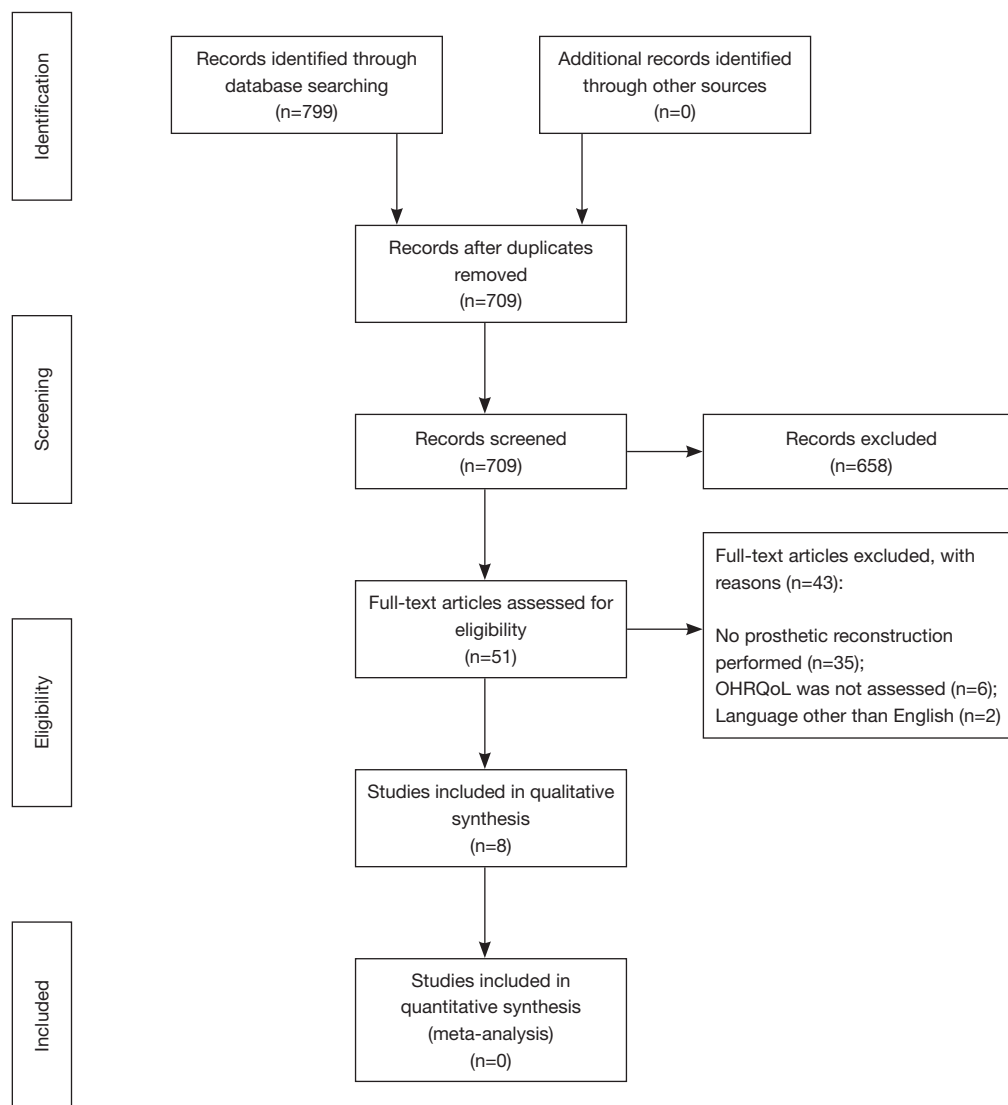 Identification
Records identified through
database searching
(n=799)
Additional records identified
through other sources
(n=0)
Records after duplicates
removed
(n=709)
Screening
Records screened
(n=709)
Records excluded
(n=658)
Eligibility
Full-text articles assessed for
eligibility
(n=51)
Full-text articles excluded, with
reasons (n=43):
No prosthetic reconstruction
performed (n=35);
OHRQoL was not assessed (n=6);
Language other than English (n=2)
Studies included in qualitative
synthesis
(n=8)
Included
Studies included in
quantitative synthesis
(meta-analysis)
(n=0)